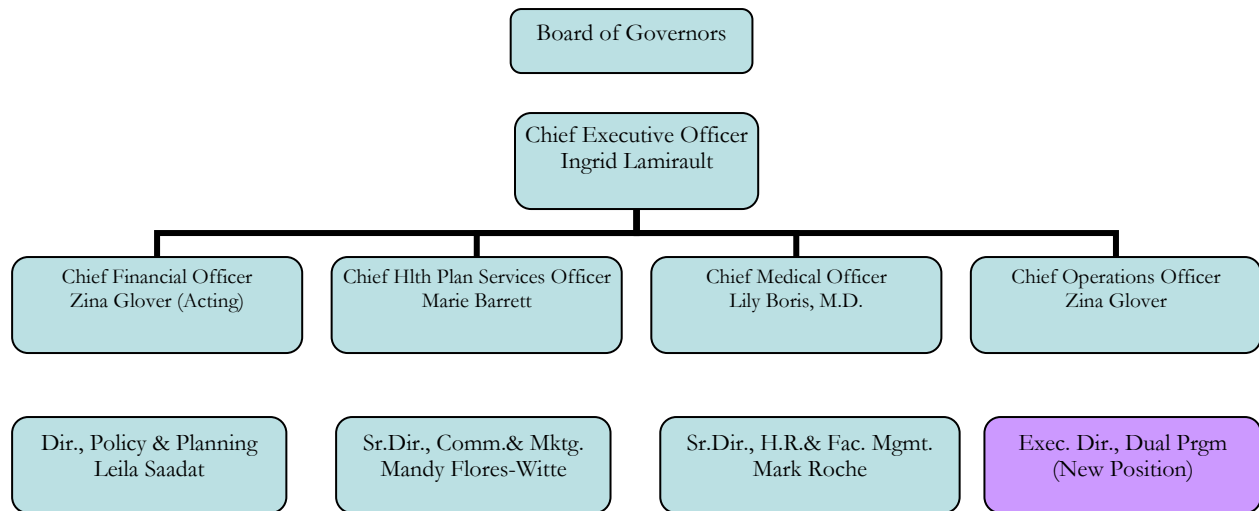 Board of Governors
Chief Executive Officer
Ingrid Lamirault
Chief Financial Officer
Zina Glover (Acting)
Chief Hlth Plan Services Officer
Marie Barrett
Chief Medical Officer
Lily Boris, M.D.
Chief Operations Officer
Zina Glover
Dir., Policy & Planning
Leila Saadat
Sr.Dir., Comm.& Mktg.
Mandy Flores-Witte
Sr.Dir., H.R.& Fac. Mgmt.
Mark Roche
Exec. Dir., Dual Prgm
(New Position)